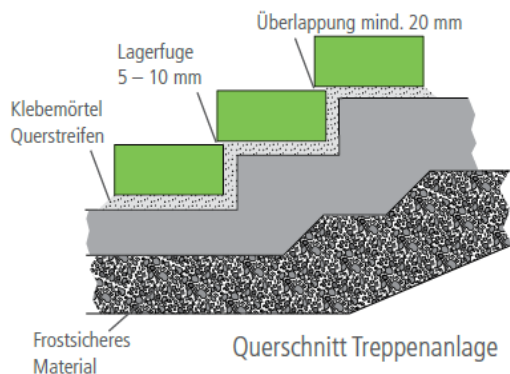 Überlappung mind. 20 mm
Lagerfuge
5 – 10 mm
Klebemörtel
Querstreifen
Frostsicheres
Material
Querschnitt Treppenanlage